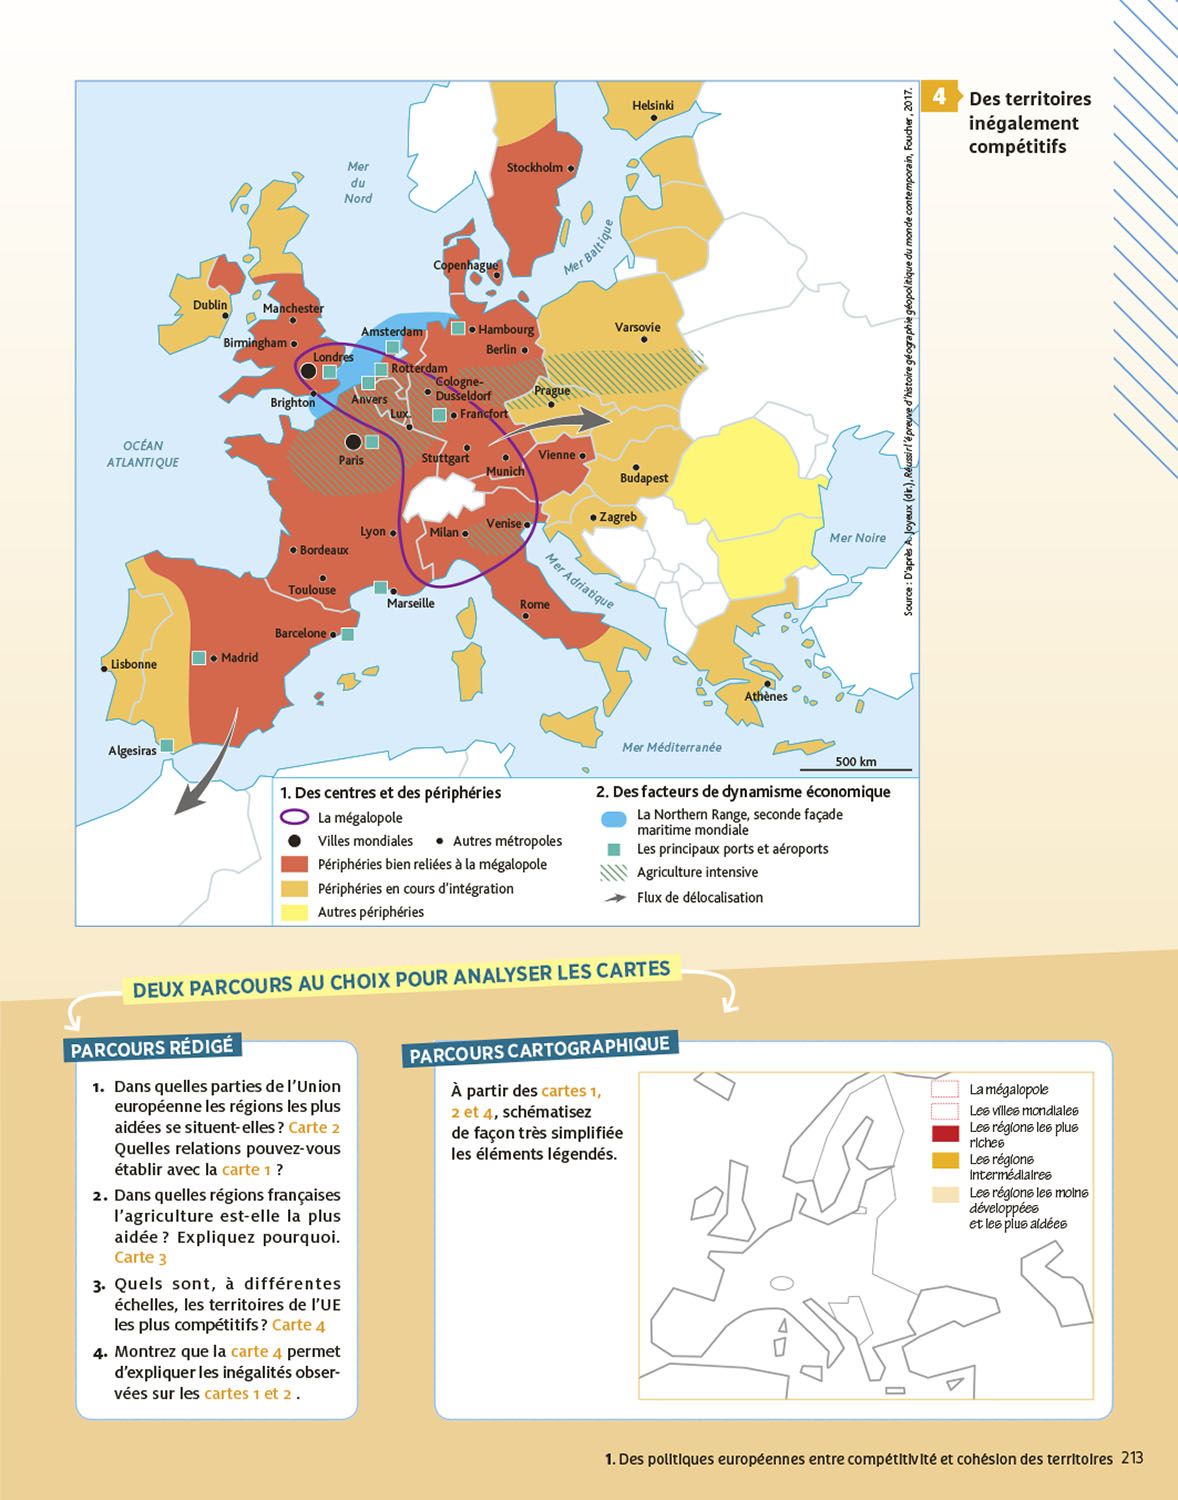 4
Des territoires
inégalement
compétitifs
Source : D'après A. Joyeux (dir.), Réussir l'épreuve d'histoire géographie géopolitique du monde contemporain, Foucher, 2017.
Helsinki
Stockholm
Mer
du
Nord
Mer Baltique
Copenhague
Dublin
Manchester
Birmingham
Amsterdam
Hambourg
Berlin
Varsovie
Londres
Rotterdam
Cologne-
Dusseldorf
Brighton
Anvers
Prague
Lux.
Francfort
OCÉAN
ATLANTIQUE
Paris
Stuttgart
Munich
Vienne
Budapest
Lyon
Milan
Venise
Zagreb
Mer Noire
Bordeaux
Toulouse
Marseille
Mer Adriatique
Rome
Barcelone
Lisbonne
Madrid
Athènes
Algesiras
Mer Méditerranée
500 km
1. Des centres et des périphéries
La mégalopole
Villes mondiales
Autres métropoles
Périphéries bien reliées à la mégalopole
Périphéries en cours d'intégration
Autres périphéries
2. Des facteurs de dynamisme économique
La Northern Range, seconde façade
maritime mondiale
Les principaux ports et aéroports
Agriculture intensive
Flux de délocalisation
DEUX PARCOURS AU CHOIX POUR ANALYSER LES CARTES
PARCOURS RÉDIGÉ
1. Dans quelles parties de l'Union
européenne les régions les plus
aidées se situent-elles ? Carte 2
Quelles relations pouvez-vous
établir avec la carte 1 ?
2. Dans quelles régions françaises
l'agriculture est-elle la plus
aidée ? Expliquez pourquoi.
Carte 3
3. Quels sont, à différentes
échelles, les territoires de l'UE
les plus compétitifs ? Carte 4
4. Montrez que la carte 4 permet
d'expliquer les inégalités obser-
vées sur les cartes 1 et 2 .
PARCOURS CARTOGRAPHIQUE
À partir des cartes 1,
2 et 4, schématisez
de façon très simplifiée
les éléments légendés.
La mégalopole
Les villes mondiales
Les régions les plus
riches
Les régions
intermédiaires
Les régions les moins
développées
et les plus aidées
1. Des politiques européennes entre compétitivité et cohésion des territoires 213